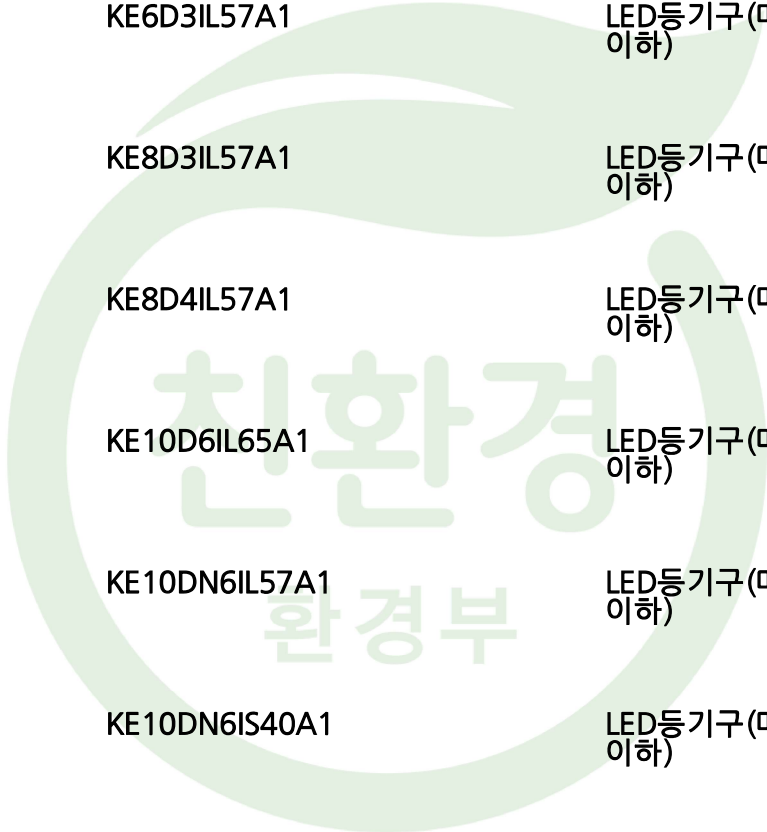 KE6D3IL57A1 LED등기구(
이하)
KE8D3IL57A1 LED등기구(
이하)
KE8D4IL57A1 LED등기구(
이하)
친환경
KE10D6IL65A1 LED등기구(
이하)
KE10DN6IL57A1 LED등기구(
이하)
환경부
KE10DN6IS40A1 LED등기구(
이하)